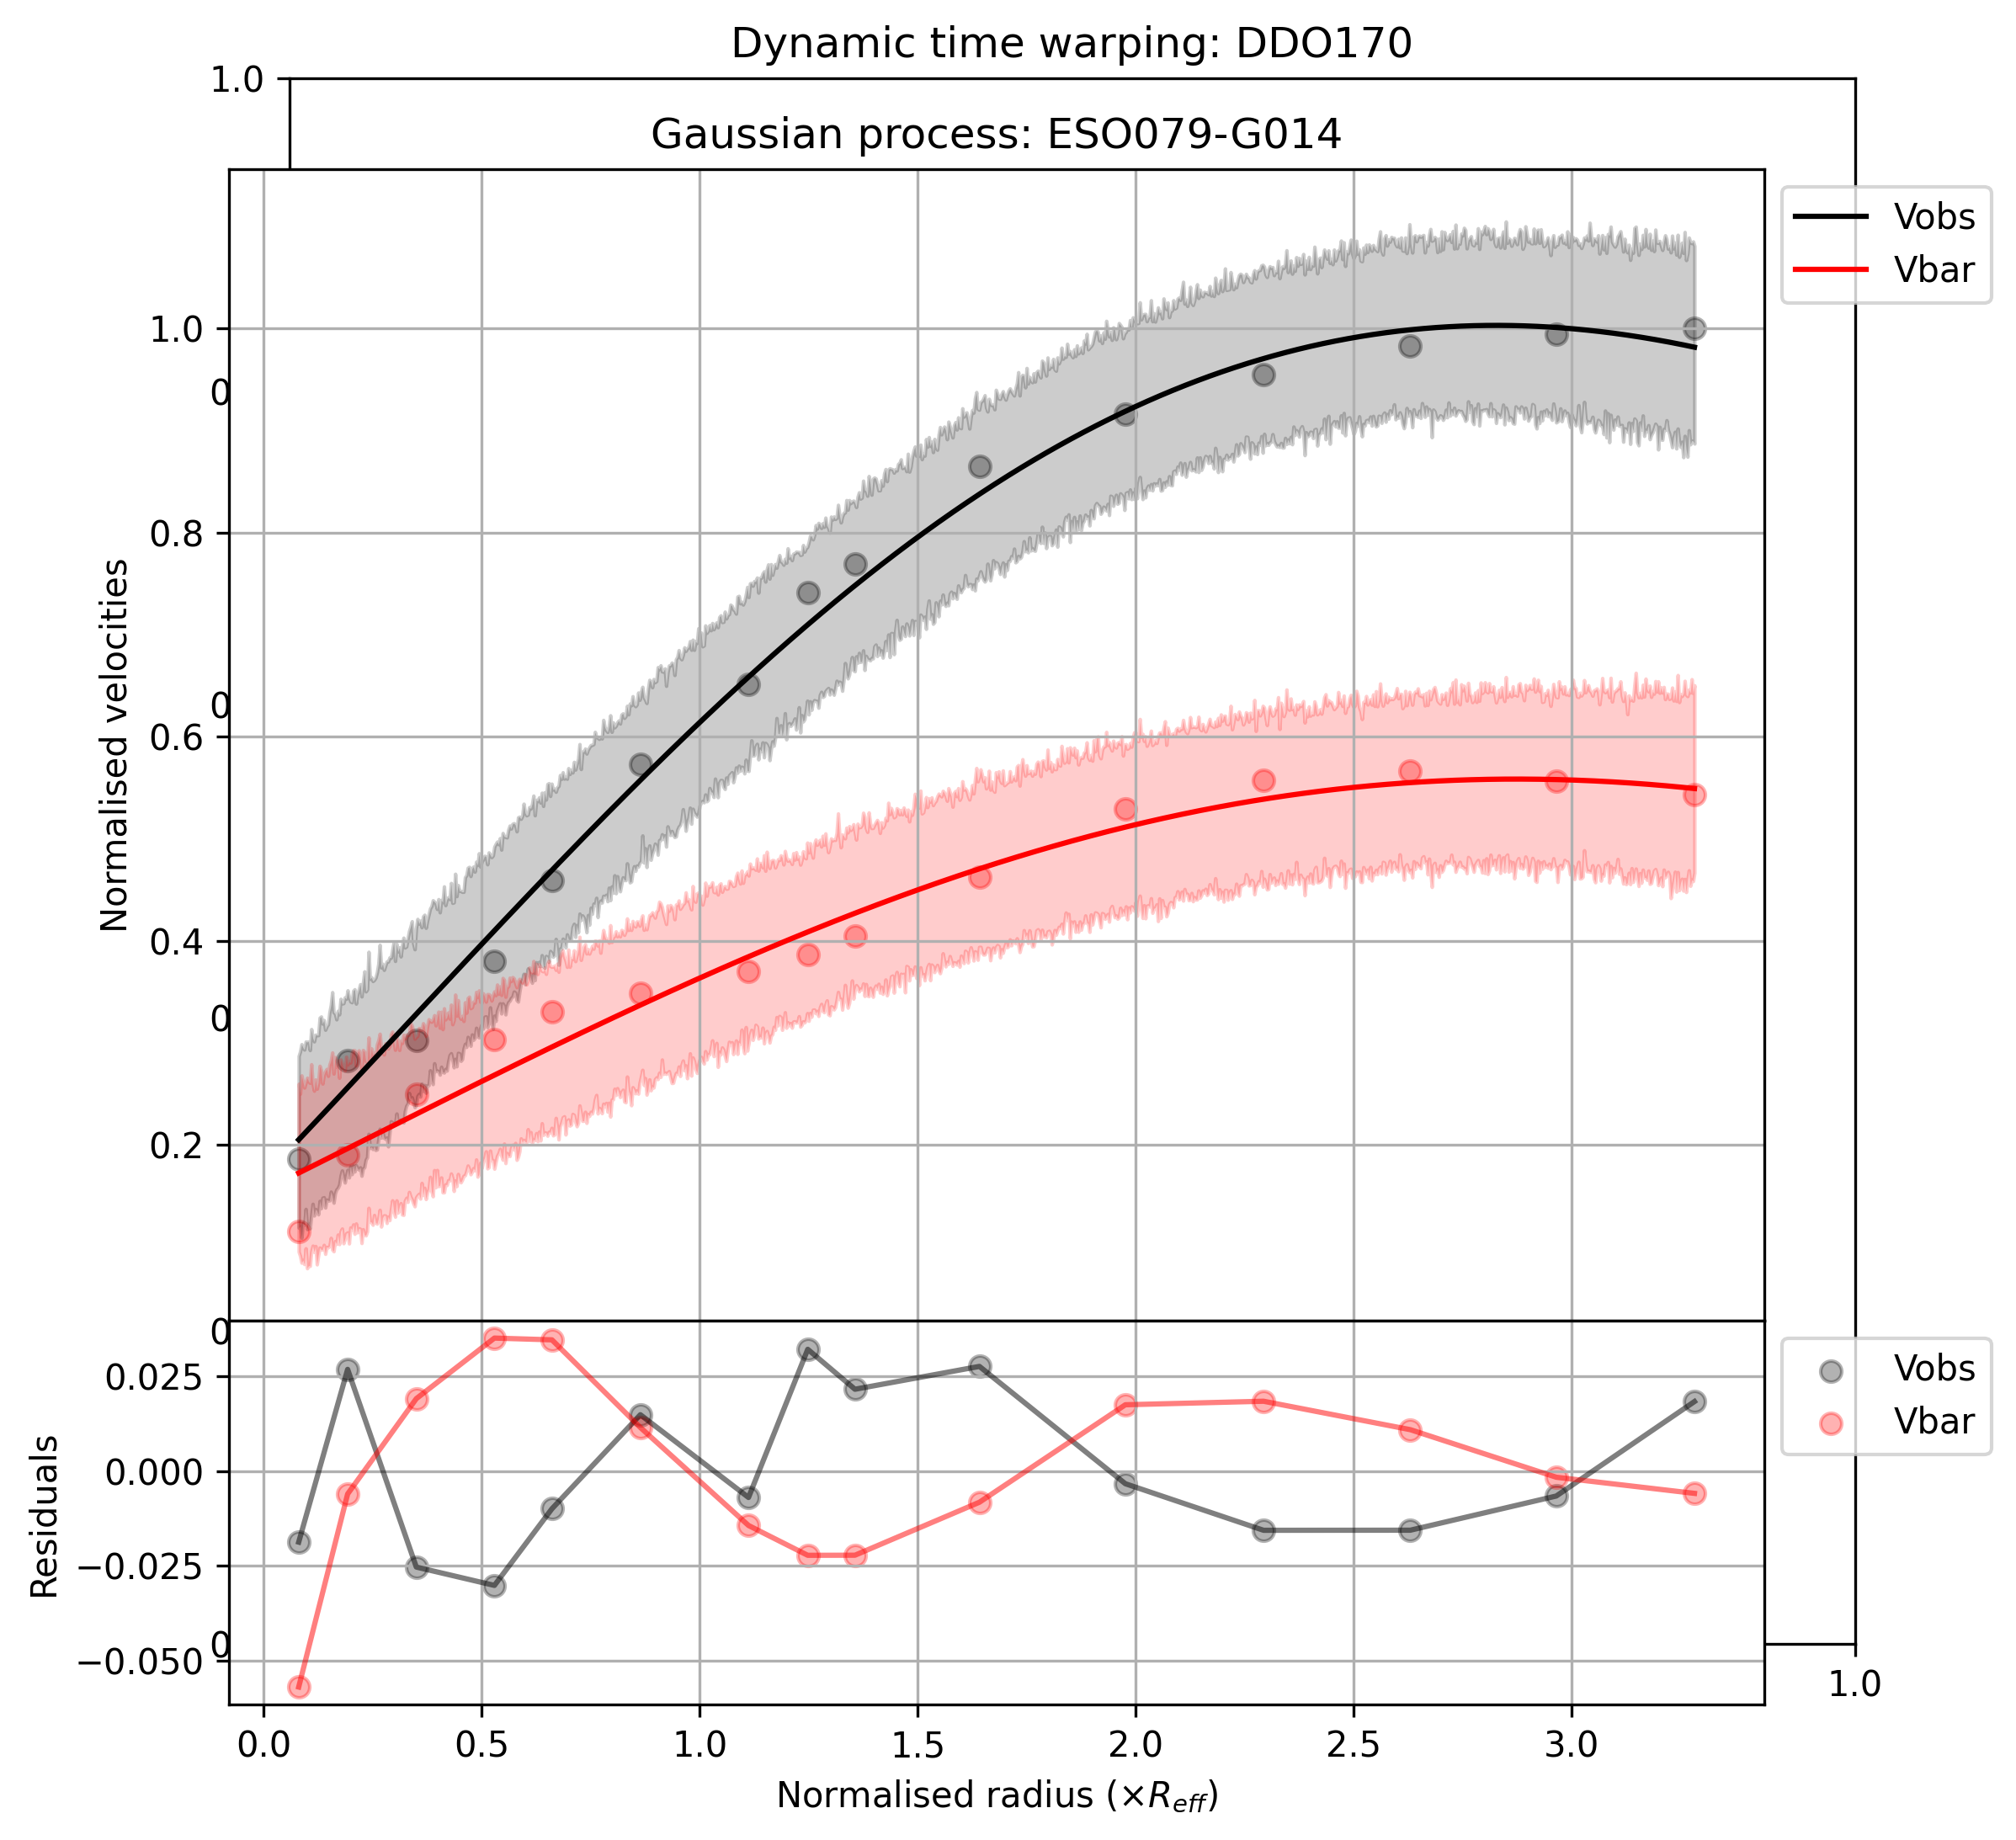 Dynamic time warping: DDO170
1.0
Gaussian process: ESO079-G014
Vobs
Vbar
1.0
0
0.8
0
0.6
0.4
0
0.2
Normalised velocities
0
0.025
0.000
−0.025
0
−0.050
Residuals
Vobs
Vbar
1.0
0.0 0.5 1.0 1.5 2.0 2.5 3.0
Normalised radius (×R_eff)